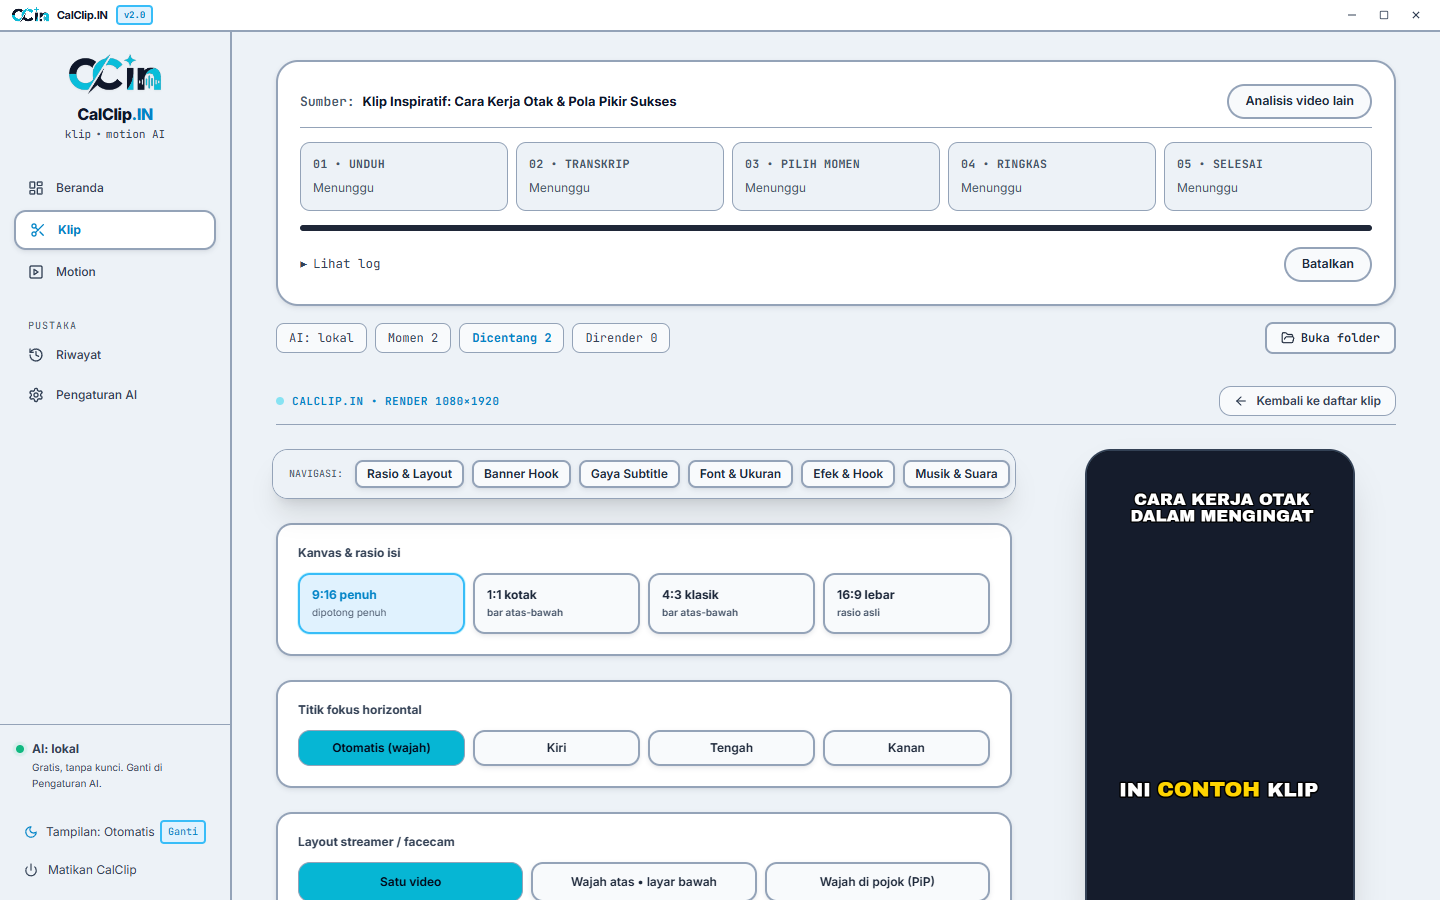 CCin CalClip.IN v2.0
CCin
CalClip.IN
klip • motion AI
Beranda
Klip
Motion
PUSTAKA
Riwayat
Pengaturan AI
AI: lokal
Gratis, tanpa kunci. Ganti di
Pengaturan AI.
Tampilan: Otomatis Ganti
Matikan CalClip
Sumber: Klip Inspiratif: Cara Kerja Otak & Pola Pikir Sukses
Analisis video lain
01 • UNDUH
Menunggu
02 • TRANSKRIP
Menunggu
03 • PILIH MOMEN
Menunggu
04 • RINGKAS
Menunggu
05 • SELESAI
Menunggu
▶ Lihat log
Batalkan
AI: lokal
Momen 2
Dicentang 2
Dirender 0
Buka folder
CALCLIP.IN • RENDER 1080×1920
← Kembali ke daftar klip
NAVIGASI:
Rasio & Layout
Banner Hook
Gaya Subtitle
Font & Ukuran
Efek & Hook
Musik & Suara
Kanvas & rasio isi
9:16 penuh
dipotong penuh
1:1 kotak
bar atas-bawah
4:3 klasik
bar atas-bawah
16:9 lebar
rasio asli
Titik fokus horizontal
Otomatis (wajah)
Kiri
Tengah
Kanan
Layout streamer / facecam
Satu video
Wajah atas • layar bawah
Wajah di pojok (PiP)
CARA KERJA OTAK
DALAM MENGINGAT
INI CONTOH KLIP